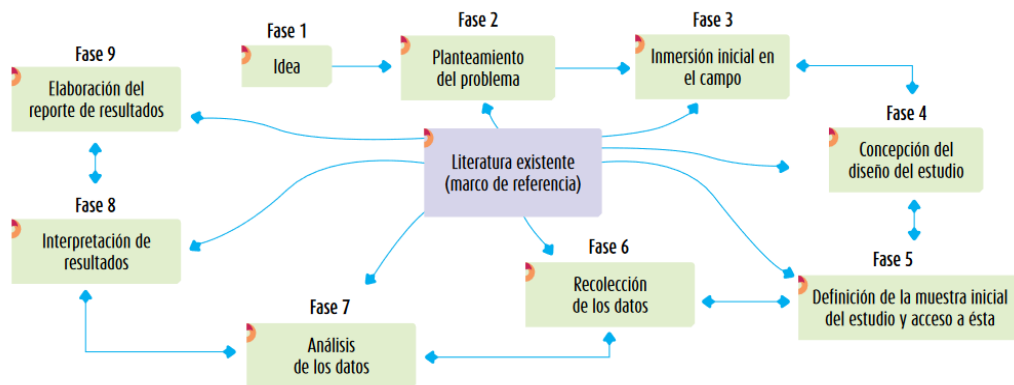 Fase 1
Idea
Fase 2
Planteamiento
del problema
Fase 3
Inmersión inicial en
el campo
Fase 4
Concepción del
diseño del estudio
Fase 5
Definición de la muestra inicial
del estudio y acceso a ésta
Fase 6
Recolección
de los datos
Fase 7
Análisis
de los datos
Fase 8
Interpretación de
resultados
Fase 9
Elaboración del
reporte de resultados
Literatura existente
(marco de referencia)